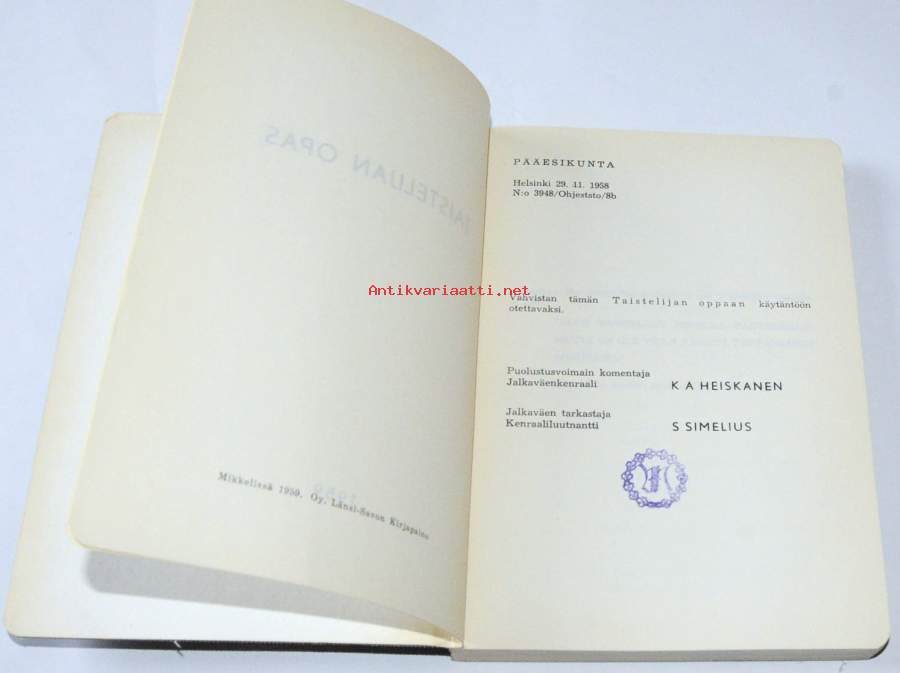 TAISTELIJAN OPAS
1959
Mikkelissä 1959. Oy. Länsi-Savon Kirjapaino
PÄÄESIKUNTA
Helsinki 29. 11. 1958
N:o 3948/Ohjesto/8b
Antikvariaatti.net
Vahvistan tämän Taistelijan oppaan käytäntöön
otettavaksi.
Puolustusvoimain komentaja
Jalkaväenkenraali K A HEISKANEN
Jalkaväen tarkastaja
Kenraaliluutnantti S SIMELIUS